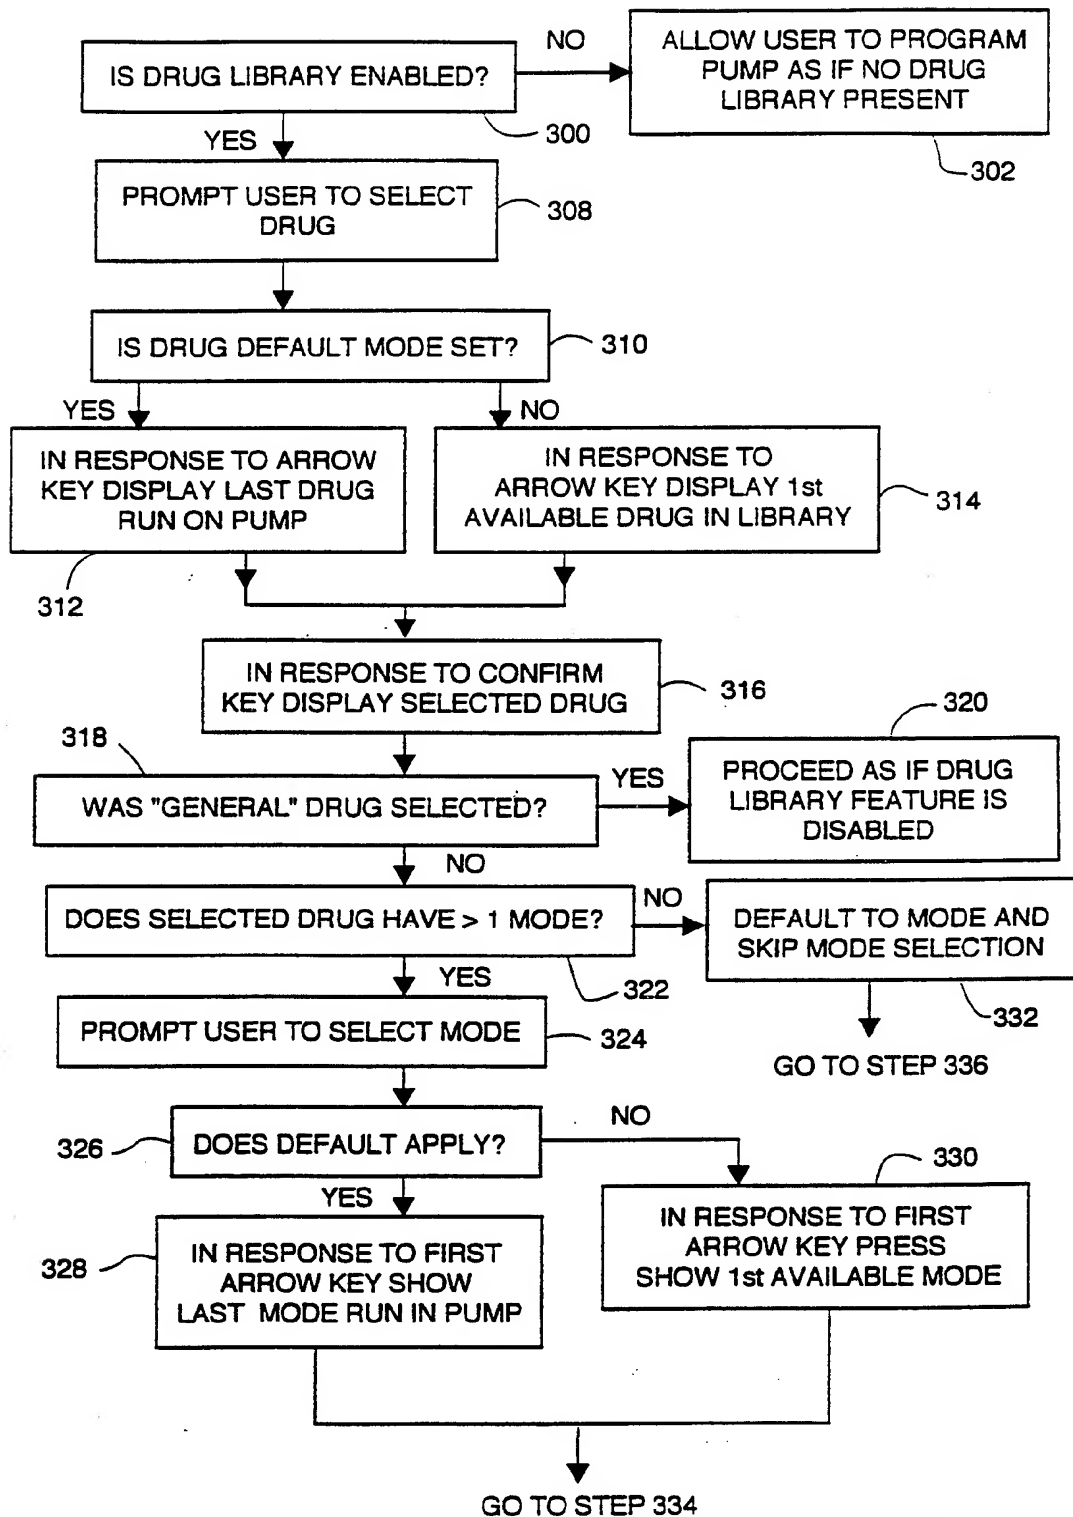 IS DRUG LIBRARY ENABLED?
300
NO
ALLOW USER TO PROGRAM
PUMP AS IF NO DRUG
LIBRARY PRESENT
302
YES
PROMPT USER TO SELECT
DRUG
308
IS DRUG DEFAULT MODE SET?
310
YES
NO
IN RESPONSE TO ARROW
KEY DISPLAY LAST DRUG
RUN ON PUMP
312
IN RESPONSE TO
ARROW KEY DISPLAY 1st
AVAILABLE DRUG IN LIBRARY
314
IN RESPONSE TO CONFIRM
KEY DISPLAY SELECTED DRUG
316
318
WAS "GENERAL" DRUG SELECTED?
YES
320
PROCEED AS IF DRUG
LIBRARY FEATURE IS
DISABLED
NO
DOES SELECTED DRUG HAVE > 1 MODE?
322
NO
DEFAULT TO MODE AND
SKIP MODE SELECTION
332
GO TO STEP 336
YES
PROMPT USER TO SELECT MODE
324
326
DOES DEFAULT APPLY?
NO
YES
328
IN RESPONSE TO FIRST
ARROW KEY SHOW
LAST MODE RUN IN PUMP
330
IN RESPONSE TO FIRST
ARROW KEY PRESS
SHOW 1st AVAILABLE MODE
GO TO STEP 334